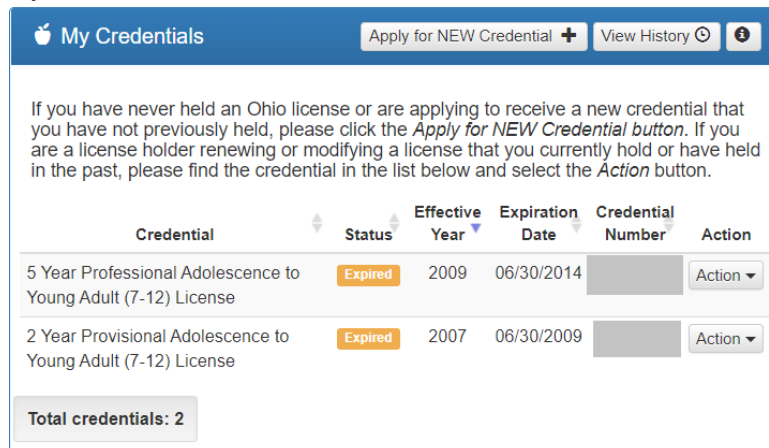 My Credentials
Apply for NEW Credential
View History
If you have never held an Ohio license or are applying to receive a new credential that
you have not previously held, please click the Apply for NEW Credential button. If you
are a license holder renewing or modifying a license that you currently hold or have held
in the past, please find the credential in the list below and select the Action button.
Credential Status Effective Year Expiration Date Credential Number Action
5 Year Professional Adolescence to Expired 2009 06/30/2014 Action
Young Adult (7-12) License
2 Year Provisional Adolescence to Expired 2007 06/30/2009 Action
Young Adult (7-12) License
Total credentials: 2